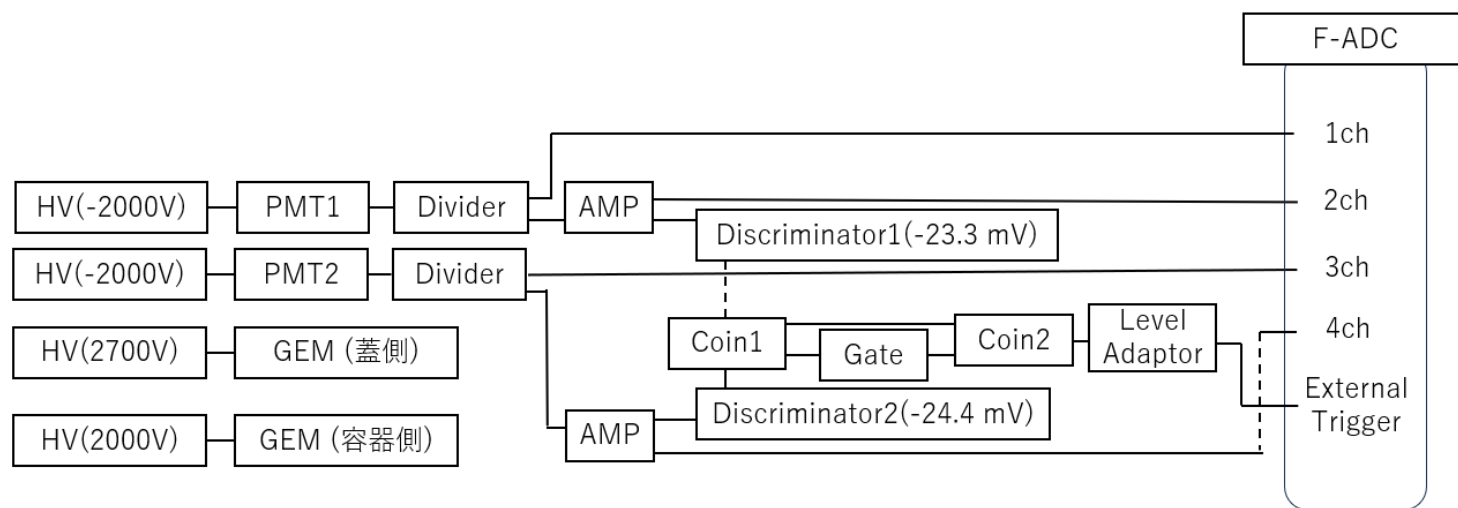 F-ADC
1ch
HV(-2000V)
PMT1
Divider
AMP
2ch
Discriminator1(-23.3 mV)
HV(-2000V)
PMT2
Divider
3ch
HV(2700V)
GEM (蓋側)
Coin1
Gate
Coin2
Level
Adaptor
4ch
External
Trigger
Discriminator2(-24.4 mV)
HV(2000V)
GEM (容器側)
AMP